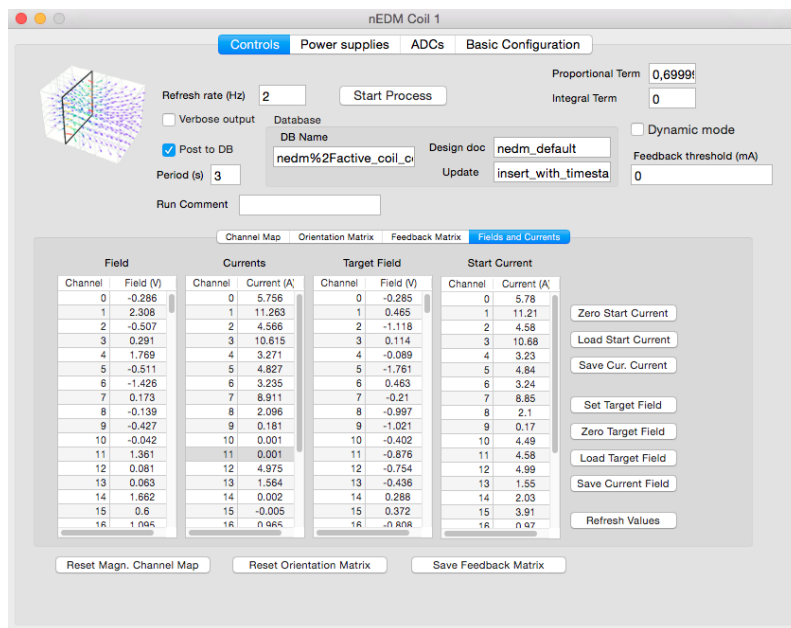 nEDM Coil 1
Controls Power supplies ADCs Basic Configuration
Proportional Term 0,69999
Refresh rate (Hz) 2 Start Process Integral Term 0
Verbose output Database Dynamic mode
DB Name
Post to DB nedm%2Factive_coil_co Design doc nedm_default Feedback threshold (mA)
Period (s) 3 Update insert_with_timesta 0
Run Comment
Channel Map Orientation Matrix Feedback Matrix Fields and Currents
Field Currents Target Field Start Current
Channel Field (V) Channel Current (A) Channel Field (V) Channel Current (A)
0 -0.286 0 5.756 0 -0.285 0 5.78
1 2.308 1 11.263 1 0.465 1 11.21 Zero Start Current
2 -0.507 2 4.566 2 -1.118 2 4.58
3 0.291 3 10.615 3 0.114 3 10.68 Load Start Current
4 1.769 4 3.271 4 -0.089 4 3.23
5 -0.511 5 4.827 5 -1.761 5 4.84 Save Cur. Current
6 -1.426 6 3.235 6 0.463 6 3.24
7 0.173 7 8.911 7 -0.21 7 8.85 Set Target Field
8 -0.139 8 2.096 8 -0.997 8 2.1
9 -0.427 9 0.181 9 -1.021 9 0.17 Zero Target Field
10 -0.042 10 0.001 10 -0.402 10 4.49
11 1.361 11 0.001 11 -0.876 11 4.58 Load Target Field
12 0.081 12 4.975 12 -0.754 12 4.99
13 0.063 13 1.564 13 -0.436 13 1.55 Save Current Field
14 1.662 14 0.002 14 0.288 14 2.03
15 0.6 15 -0.005 15 0.372 15 3.91 Refresh Values
16 1.095 16 0.965 16 -0.808 16 0.97
Reset Magn. Channel Map Reset Orientation Matrix Save Feedback Matrix